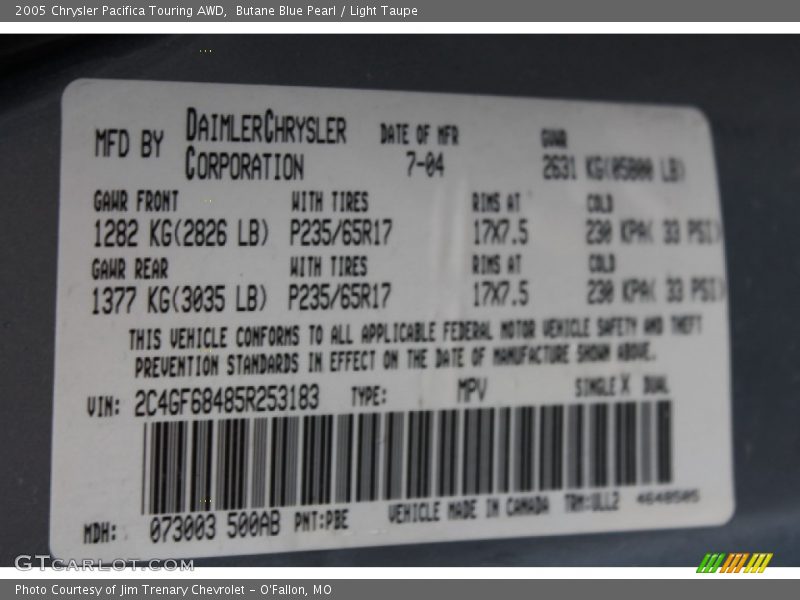 2005 Chrysler Pacifica Touring AWD,  Butane Blue Pearl / Light Taupe
MFD BY DAIMLERCHRYSLER CORPORATION DATE OF MFR 7-04 GVWR 2631 KG(05800 LB)
GAWR FRONT WITH TIRES RIMS AT COLD
1282 KG(2826 LB) P235/65R17 17X7.5 230 KPA( 33 PSI)
GAWR REAR WITH TIRES RIMS AT COLD
1377 KG(3035 LB) P235/65R17 17X7.5 230 KPA( 33 PSI)
THIS VEHICLE CONFORMS TO ALL APPLICABLE FEDERAL MOTOR VEHICLE SAFETY AND THEFT
PREVENTION STANDARDS IN EFFECT ON THE DATE OF MANUFACTURE SHOWN ABOVE.
VIN: 2C4GF68485R253183 TYPE: MPV SINGLE X DUAL
MDH: 073003 500AB PNT:PBE VEHICLE MADE IN CANADA TRM:ULL2 4648505
GTCARLOT.COM
Photo Courtesy of Jim Trenary Chevrolet - O'Fallon, MO